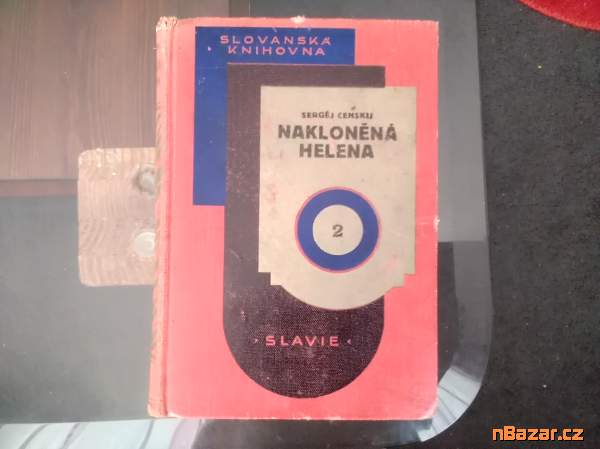 SLOVANSKÁ
KNIHOVNA
SERGĚJ CENSKIJ
NAKLONĚNÁ
HELENA
2
· SLAVIE ·
nBazar.cz